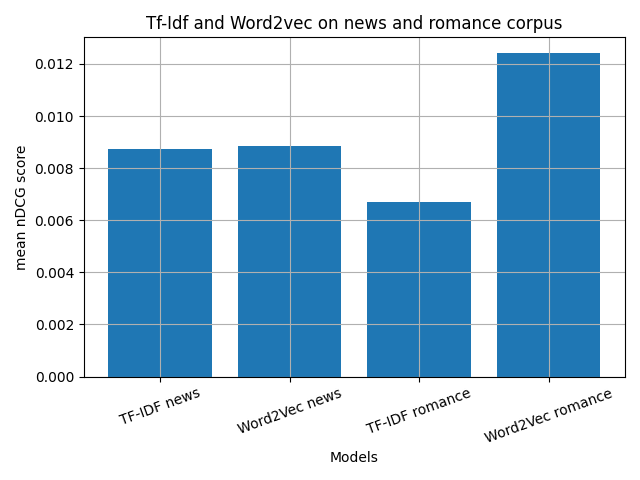 Tf-Idf and Word2vec on news and romance corpus
mean nDCG score
0.012
0.010
0.008
0.006
0.004
0.002
0.000
TF-IDF news
Word2Vec news
TF-IDF romance
Word2Vec romance
Models